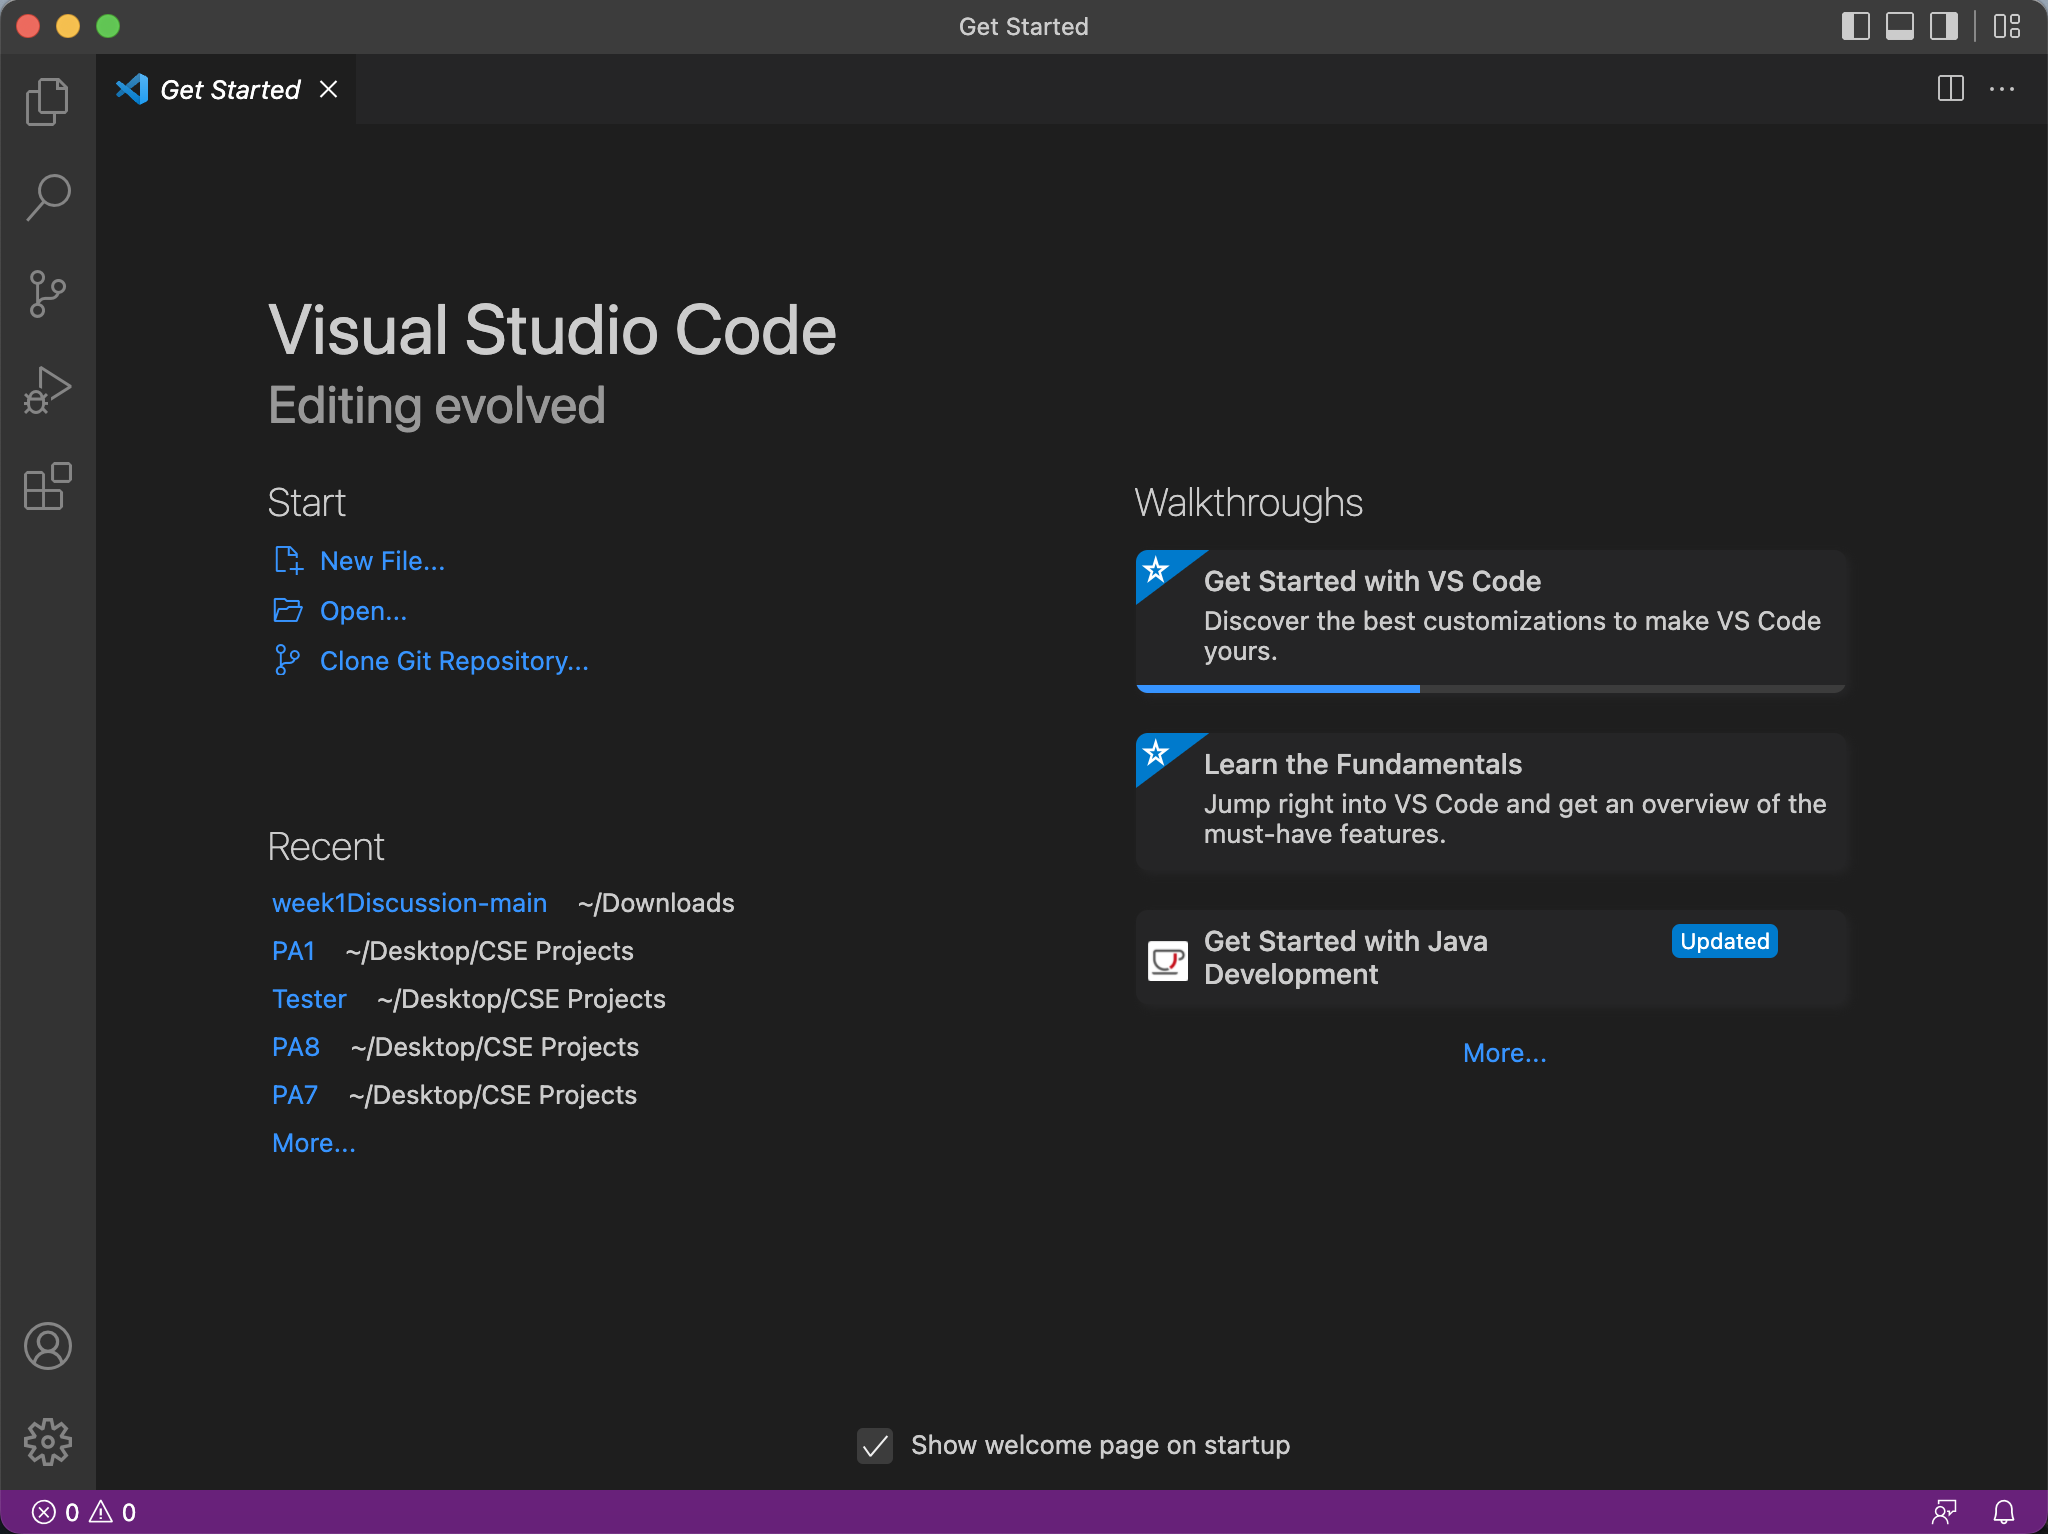 Get Started
Get Started
Visual Studio Code
Editing evolved
Start
New File...
Open...
Clone Git Repository...
Recent
week1Discussion-main ~/Downloads
PA1 ~/Desktop/CSE Projects
Tester ~/Desktop/CSE Projects
PA8 ~/Desktop/CSE Projects
PA7 ~/Desktop/CSE Projects
More...
Walkthroughs
Get Started with VS Code
Discover the best customizations to make VS Code
yours.
Learn the Fundamentals
Jump right into VS Code and get an overview of the
must-have features.
Get Started with Java
Development
Updated
More...
Show welcome page on startup
0 0